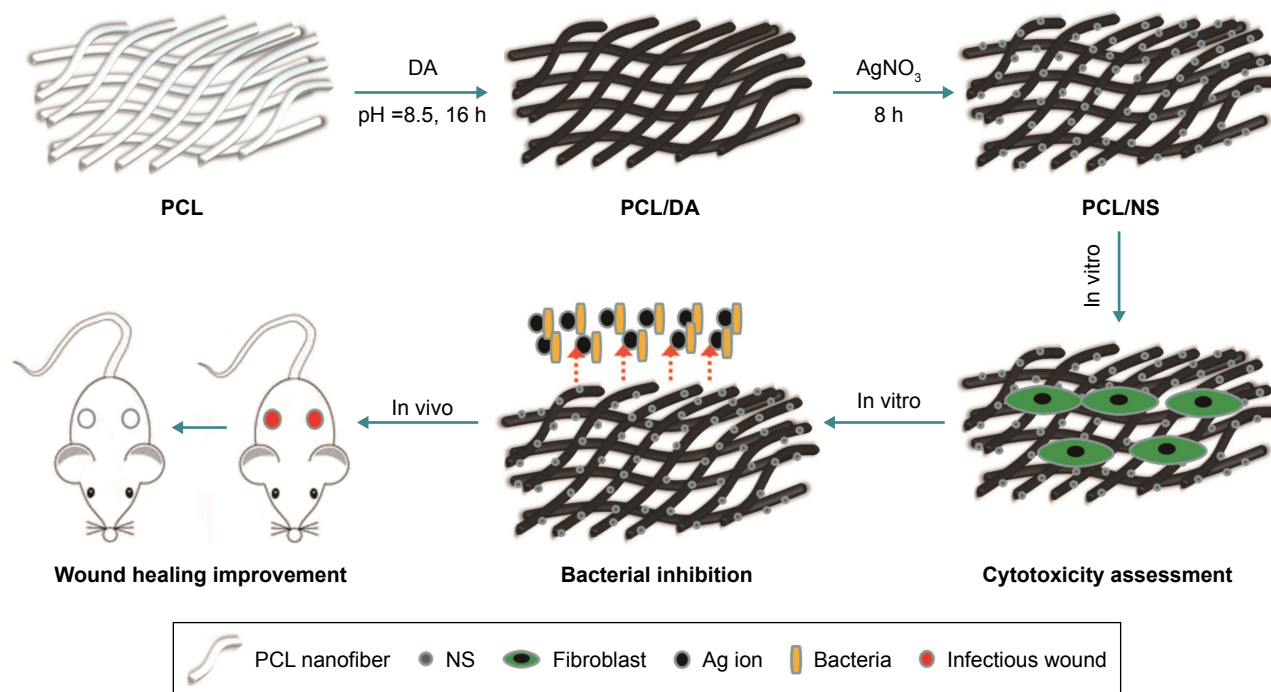 DA
pH =8.5, 16 h
AgNO₃
8 h
PCL
PCL/DA
PCL/NS
In vitro
In vivo
In vitro
Wound healing improvement
Bacterial inhibition
Cytotoxicity assessment
PCL nanofiber
NS
Fibroblast
Ag ion
Bacteria
Infectious wound